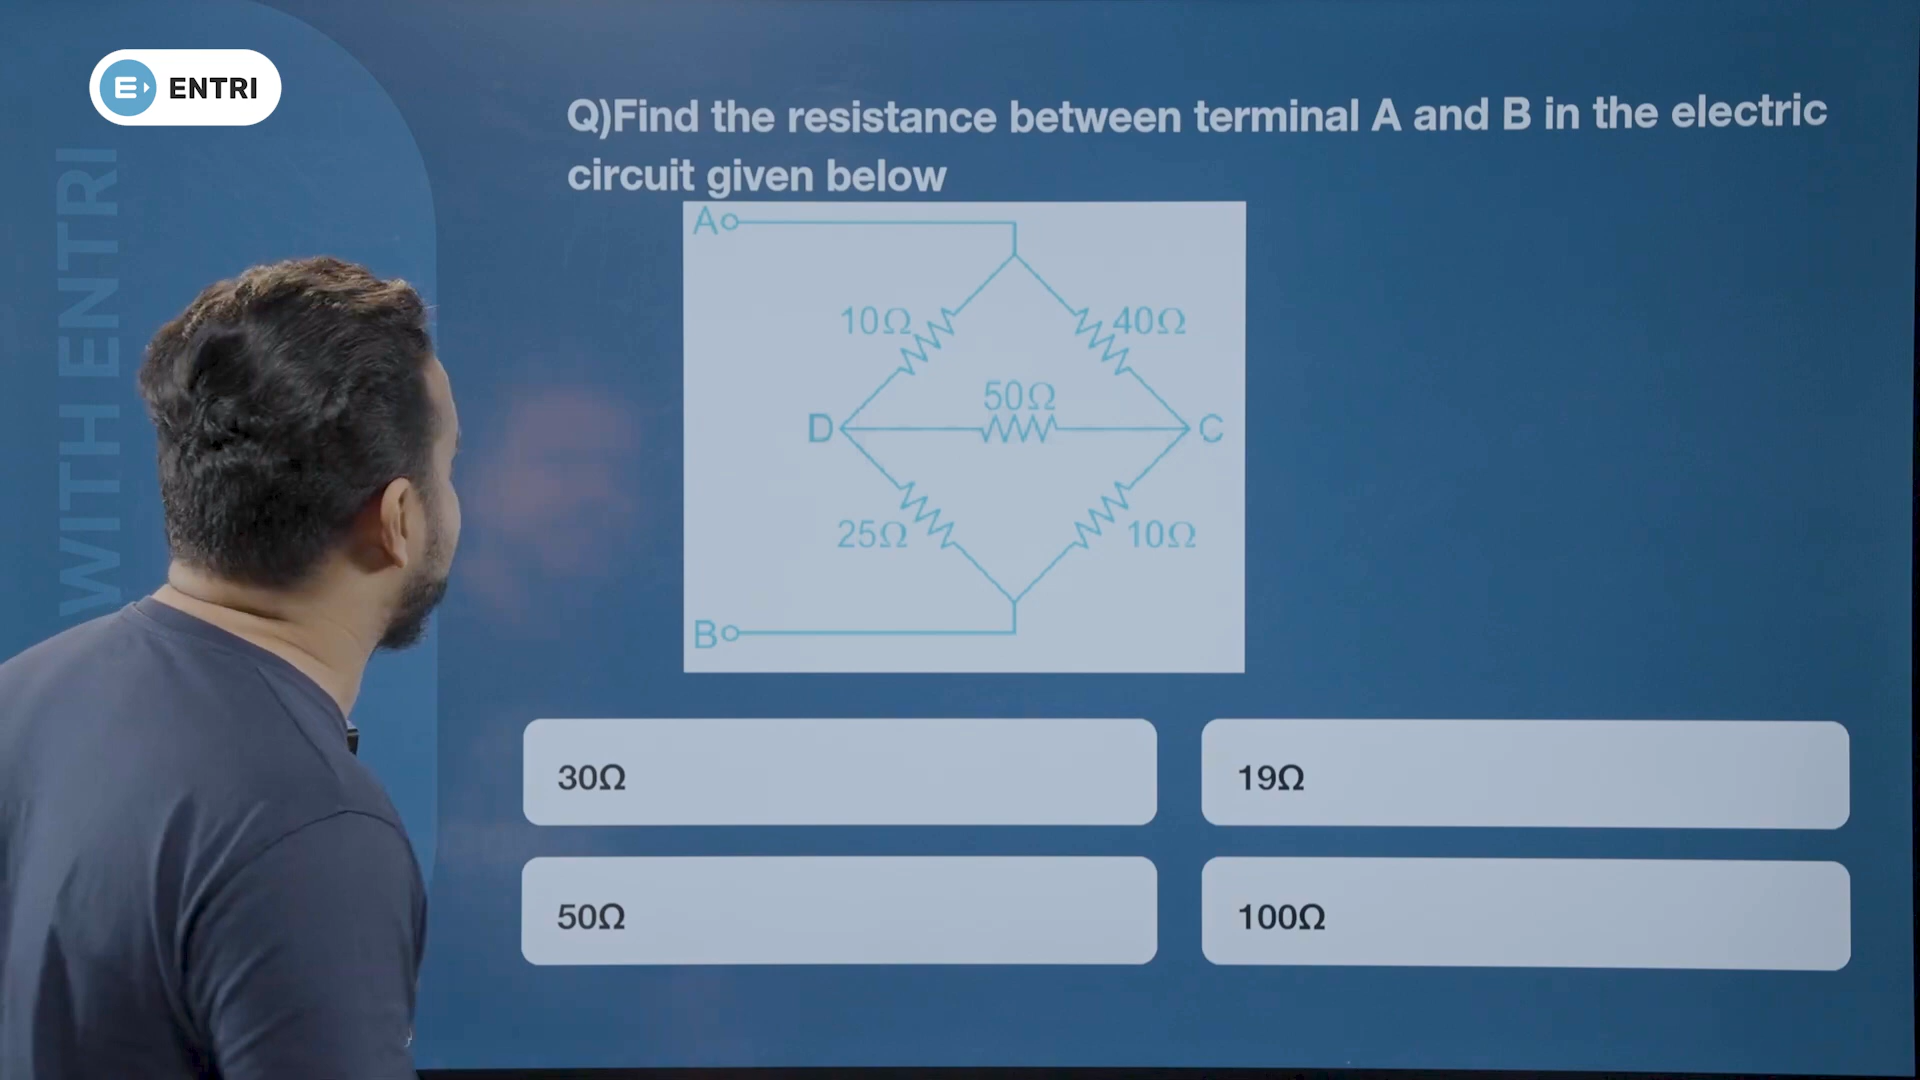 ENTRI
WITH ENTRI
Q)Find the resistance between terminal A and B in the electric
circuit given below
A
10Ω
40Ω
50Ω
D
C
25Ω
10Ω
B
30Ω
19Ω
50Ω
100Ω